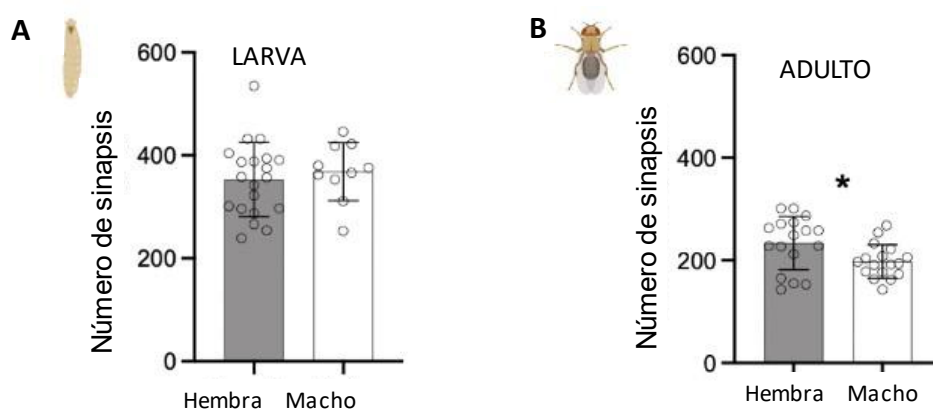 A
LARVA
Número de sinapsis
600
400
200
0
Hembra Macho
B
ADULTO
Número de sinapsis
600
400
200
0
*
Hembra Macho